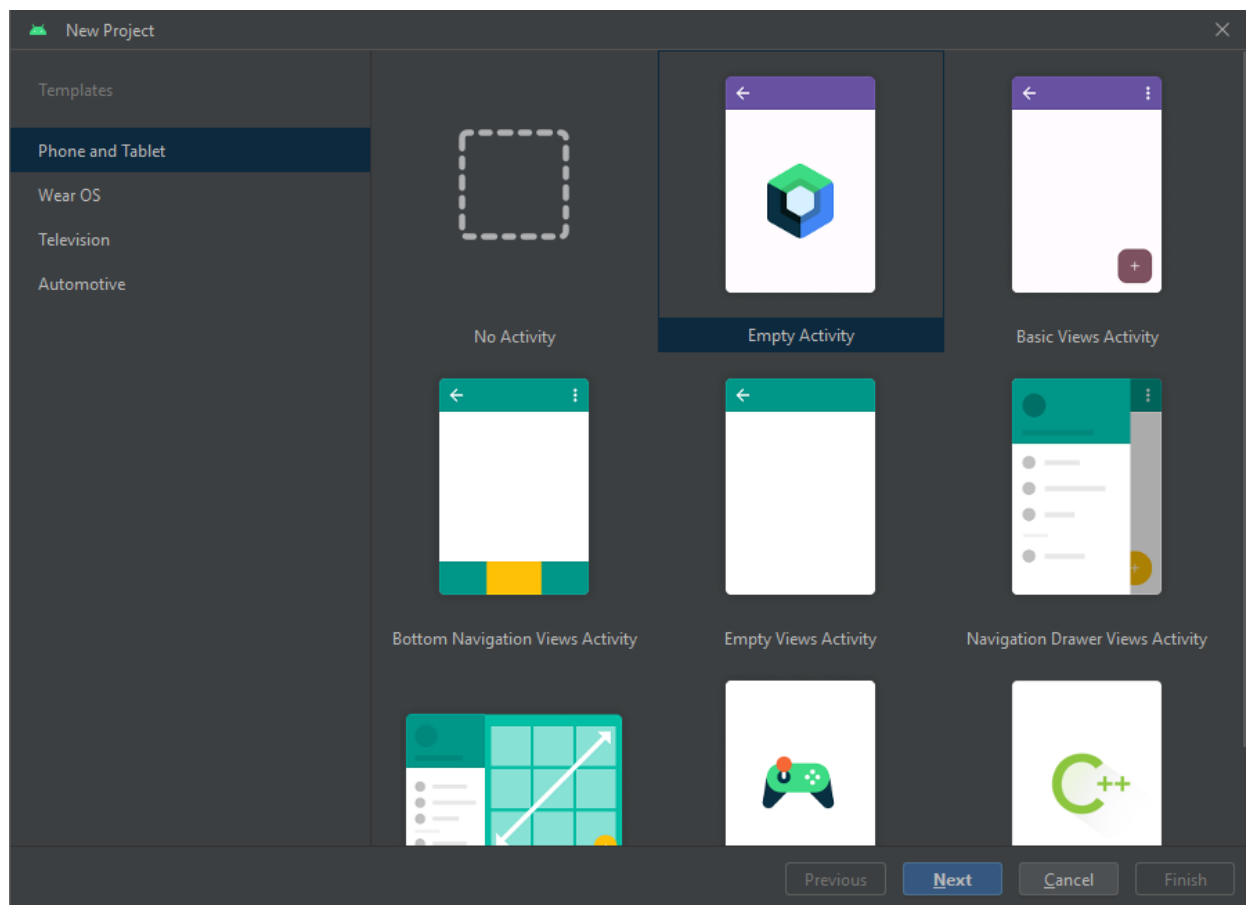 New Project
Templates
Phone and Tablet
Wear OS
Television
Automotive
No Activity
Empty Activity
Basic Views Activity
Bottom Navigation Views Activity
Empty Views Activity
Navigation Drawer Views Activity
C++
Previous
Next
Cancel
Finish